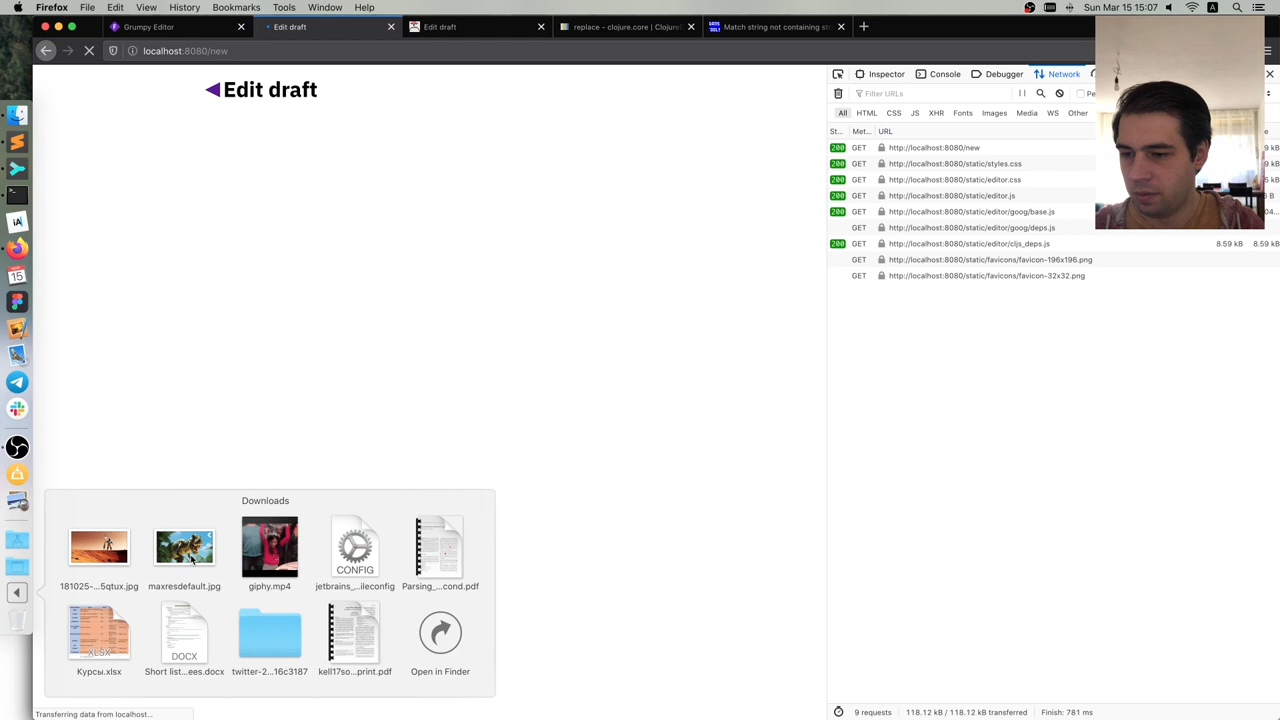 Firefox File Edit View History Bookmarks Tools Window Help
Sun Mar 15 15:07
Grumpy Editor
Edit draft
Edit draft
replace - clojure.core | Clojure
Match string not containing st
localhost:8080/new
Edit draft
Inspector Console Debugger Network
Filter URLs
Pe
All HTML CSS JS XHR Fonts Images Media WS Other
St... Met... URL
200 GET http://localhost:8080/new
200 GET http://localhost:8080/static/styles.css
200 GET http://localhost:8080/static/editor.css
200 GET http://localhost:8080/static/editor.js
200 GET http://localhost:8080/static/editor/goog/base.js
GET http://localhost:8080/static/editor/goog/deps.js
200 GET http://localhost:8080/static/editor/cljs_deps.js 8.59 kB 8.59 kB
GET http://localhost:8080/static/favicons/favicon-196x196.png
GET http://localhost:8080/static/favicons/favicon-32x32.png
iA
15
Downloads
CONFIG
181025-...5qtux.jpg maxresdefault.jpg giphy.mp4 jetbrains_...ileconfig Parsing_...cond.pdf
XLSX DOCX
Курсы.xlsx Short list...ees.docx twitter-2...16c3187 kell17so...print.pdf Open in Finder
Transferring data from localhost...
9 requests 118.12 kB / 118.12 kB transferred Finish: 781 ms